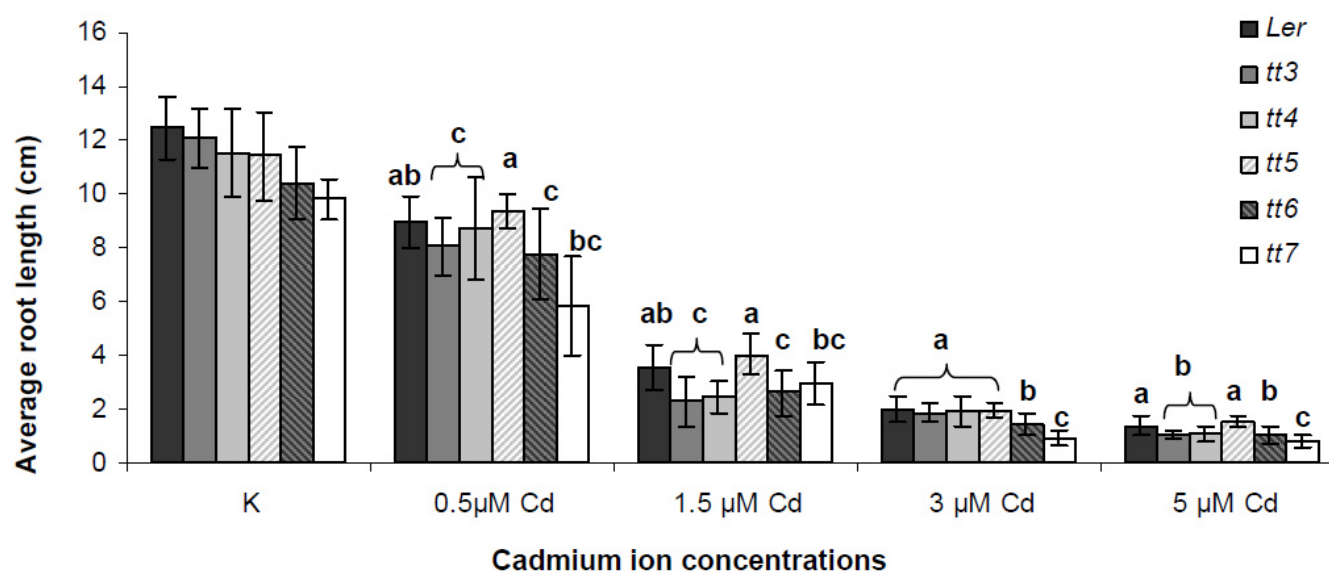 Average root length (cm)
16
14
12
10
8
6
4
2
0
ab
c
a
c
bc
ab
c
a
c
bc
a
b
c
a
b
a
b
c
K
0.5µM Cd
1.5 µM Cd
3 µM Cd
5 µM Cd
Cadmium ion concentrations
Ler
tt3
tt4
tt5
tt6
tt7